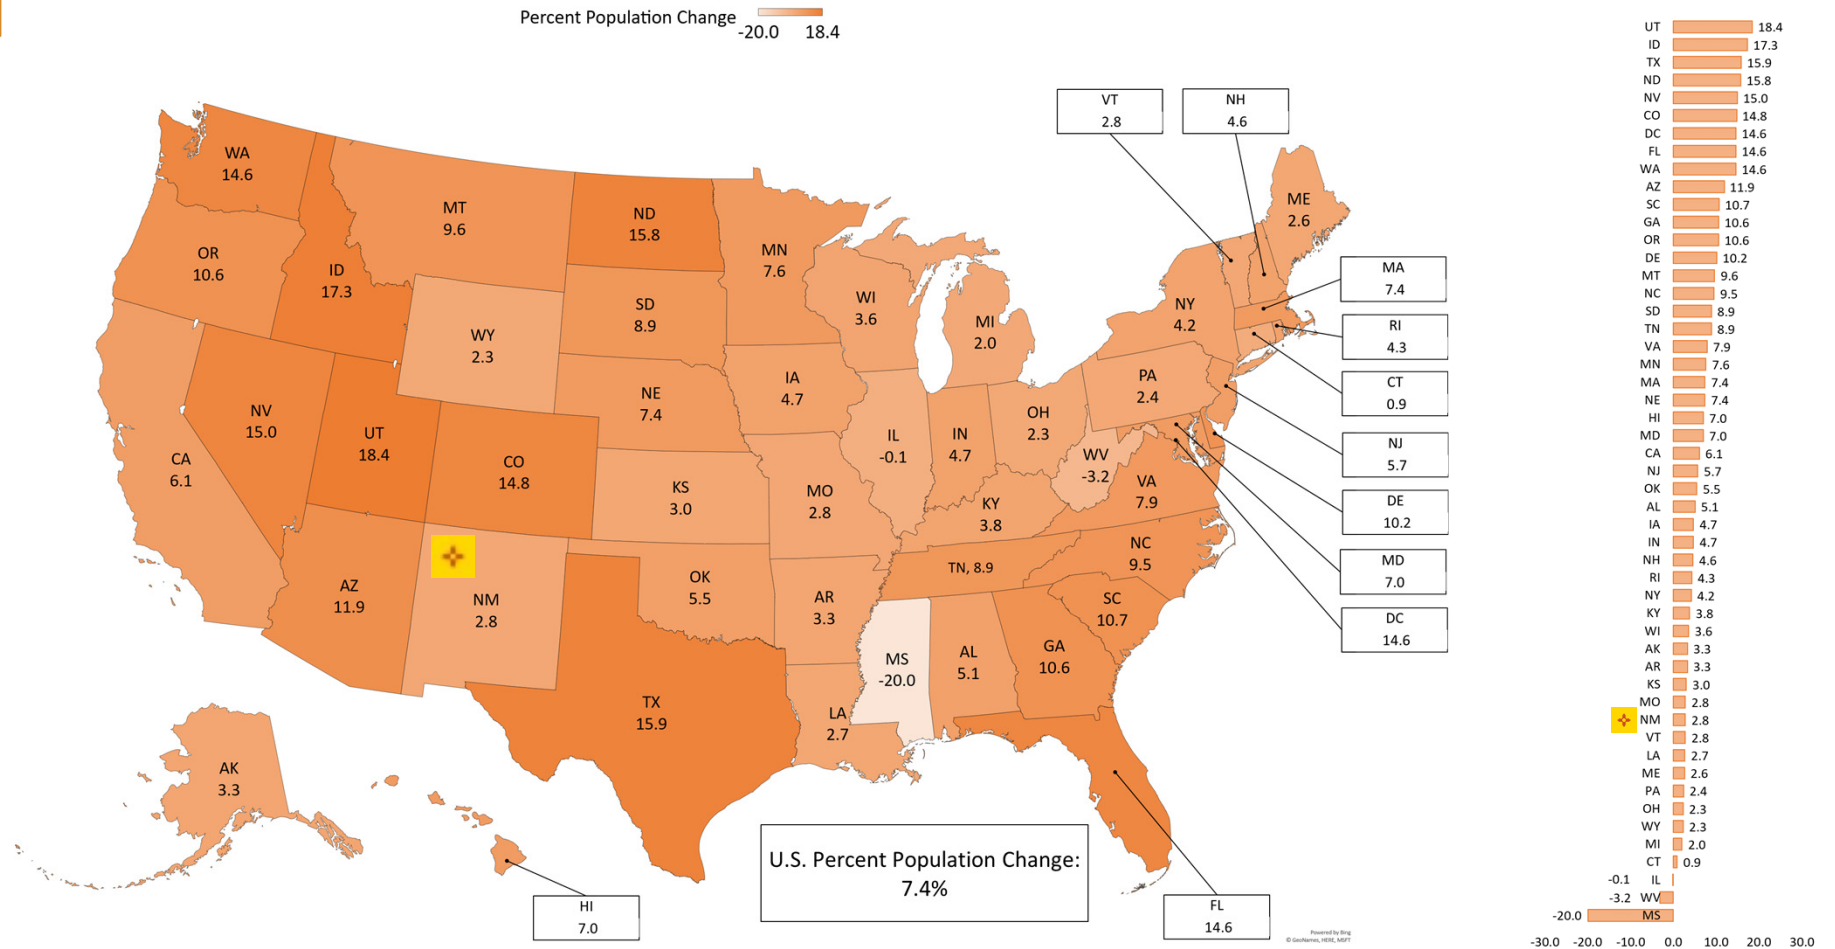 Percent Population Change
-20.0 18.4
WA
14.6
MT
9.6
ND
15.8
MN
7.6
OR
10.6
ID
17.3
WY
2.3
SD
8.9
WI
3.6
MI
2.0
NY
4.2
ME
2.6
VT
2.8
NH
4.6
MA
7.4
RI
4.3
CT
0.9
NJ
5.7
DE
10.2
MD
7.0
DC
14.6
NV
15.0
UT
18.4
CO
14.8
NE
7.4
IA
4.7
IL
-0.1
IN
4.7
OH
2.3
PA
2.4
WV
-3.2
VA
7.9
CA
6.1
KS
3.0
MO
2.8
KY
3.8
NC
9.5
TN, 8.9
AZ
11.9
NM
2.8
OK
5.5
AR
3.3
SC
10.7
MS
-20.0
AL
5.1
GA
10.6
TX
15.9
LA
2.7
AK
3.3
HI
7.0
FL
14.6
U.S. Percent Population Change:
7.4%
Powered by Bing
© GeoNames, HERE, MSFT
UT 18.4
ID 17.3
TX 15.9
ND 15.8
NV 15.0
CO 14.8
DC 14.6
FL 14.6
WA 14.6
AZ 11.9
SC 10.7
GA 10.6
OR 10.6
DE 10.2
MT 9.6
NC 9.5
SD 8.9
TN 8.9
VA 7.9
MN 7.6
MA 7.4
NE 7.4
HI 7.0
MD 7.0
CA 6.1
NJ 5.7
OK 5.5
AL 5.1
IA 4.7
IN 4.7
NH 4.6
RI 4.3
NY 4.2
KY 3.8
WI 3.6
AK 3.3
AR 3.3
KS 3.0
MO 2.8
NM 2.8
VT 2.8
LA 2.7
ME 2.6
PA 2.4
OH 2.3
WY 2.3
MI 2.0
CT 0.9
-0.1 IL
-3.2 WV
-20.0 MS
-30.0 -20.0 -10.0 0.0 10.0 20.0 30.0